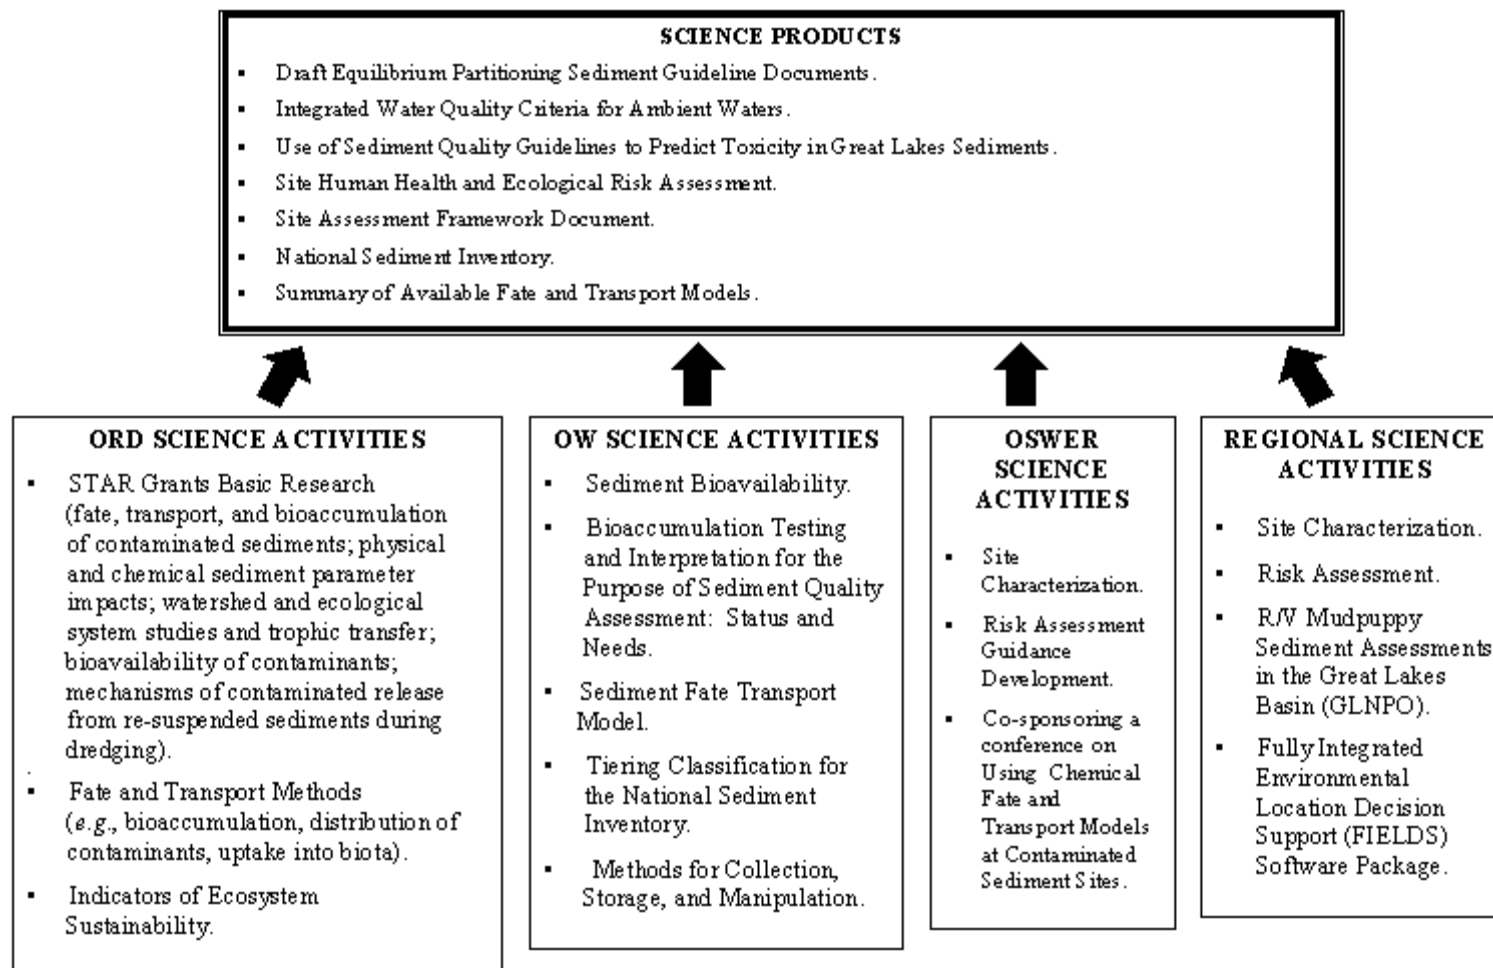 SCIENCE PRODUCTS
▪ Draft Equilibrium Partitioning Sediment Guideline Documents.
▪ Integrated Water Quality Criteria for Ambient Waters.
▪ Use of Sediment Quality Guidelines to Predict Toxicity in Great Lakes Sediments.
▪ Site Human Health and Ecological Risk Assessment.
▪ Site Assessment Framework Document.
▪ National Sediment Inventory.
▪ Summary of Available Fate and Transport Models.
ORD SCIENCE ACTIVITIES
▪ STAR Grants Basic Research
(fate, transport, and bioaccumulation
of contaminated sediments; physical
and chemical sediment parameter
impacts; watershed and ecological
system studies and trophic transfer;
bioavailability of contaminants;
mechanisms of contaminated release
from re-suspended sediments during
dredging).
.
▪ Fate and Transport Methods
(e.g., bioaccumulation, distribution of
contaminants, uptake into biota).
▪ Indicators of Ecosystem
Sustainability.
OW SCIENCE ACTIVITIES
▪ Sediment Bioavailability.
▪ Bioaccumulation Testing
and Interpretation for the
Purpose of Sediment Quality
Assessment: Status and
Needs.
▪ Sediment Fate Transport
Model.
▪ Tiering Classification for
the National Sediment
Inventory.
▪ Methods for Collection,
Storage, and Manipulation.
OSWER
SCIENCE
ACTIVITIES
▪ Site
Characterization.
▪ Risk Assessment
Guidance
Development.
▪ Co-sponsoring a
conference on
Using Chemical
Fate and
Transport Models
at Contaminated
Sediment Sites.
REGIONAL SCIENCE
ACTIVITIES
▪ Site Characterization.
▪ Risk Assessment.
▪ R/V Mudpuppy
Sediment Assessments
in the Great Lakes
Basin (GLNPO).
▪ Fully Integrated
Environmental
Location Decision
Support (FIELDS)
Software Package.